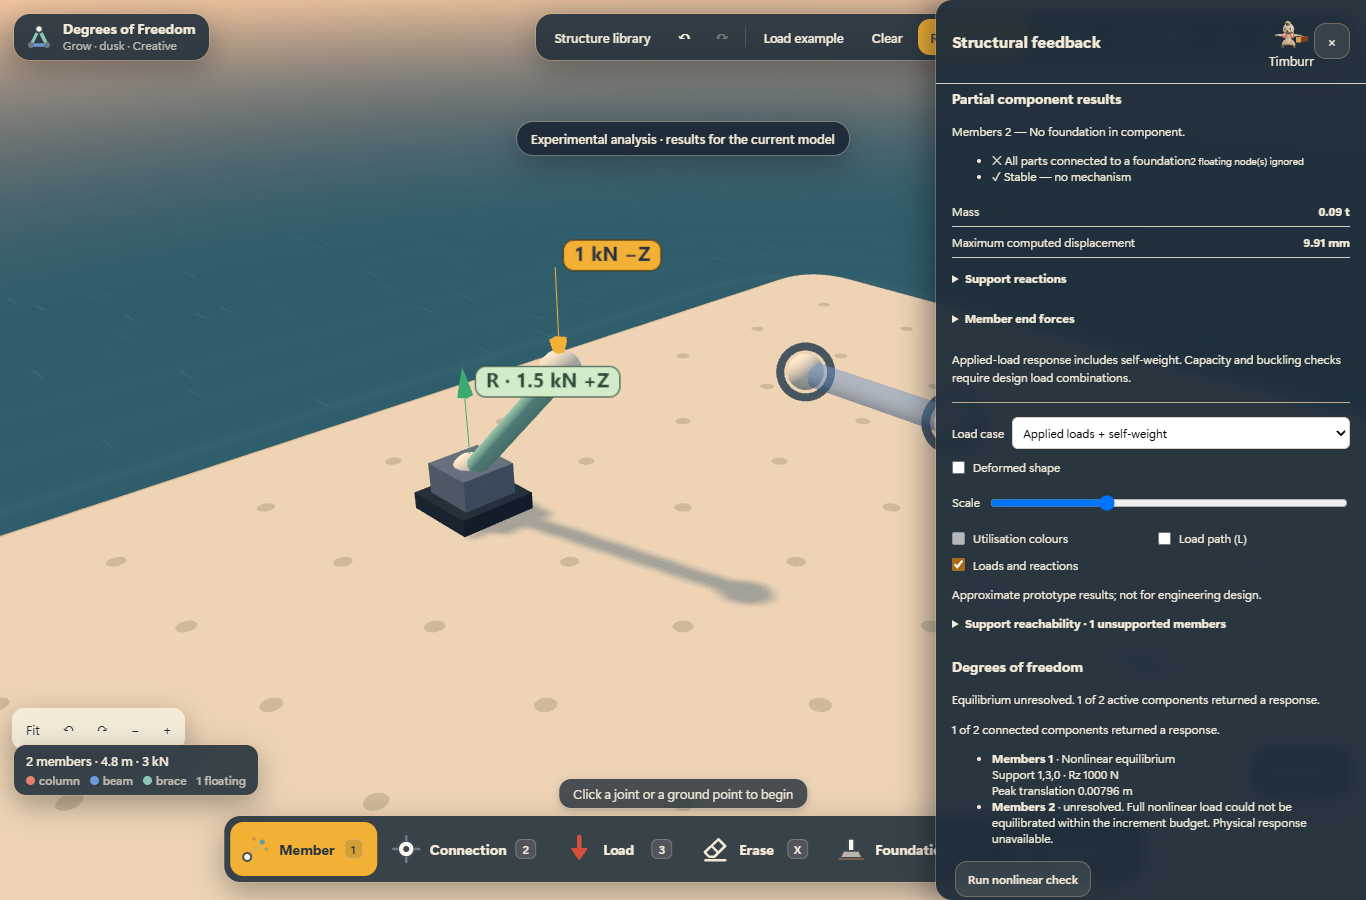 Degrees of Freedom
Grow · dusk · Creative
Structure library
Load example
Clear
Structural feedback
Timburr
×
Experimental analysis · results for the current model
Partial component results
Members 2 — No foundation in component.
✕ All parts connected to a foundation2 floating node(s) ignored
✓ Stable — no mechanism
Mass 0.09 t
Maximum computed displacement 9.91 mm
▶ Support reactions
▶ Member end forces
Applied-load response includes self-weight. Capacity and buckling checks
require design load combinations.
Load case Applied loads + self-weight
Deformed shape
Scale
Utilisation colours Load path (L)
Loads and reactions
Approximate prototype results; not for engineering design.
▶ Support reachability · 1 unsupported members
Degrees of freedom
Equilibrium unresolved. 1 of 2 active components returned a response.
1 of 2 connected components returned a response.
Members 1 · Nonlinear equilibrium
Support 1,3,0 · Rz 1000 N
Peak translation 0.00796 m
Members 2 · unresolved. Full nonlinear load could not be
equilibrated within the increment budget. Physical response
unavailable.
Run nonlinear check
1 kN −Z
R · 1.5 kN +Z
Fit − +
2 members · 4.8 m · 3 kN
column beam brace 1 floating
Click a joint or a ground point to begin
Member 1
Connection 2
Load 3
Erase X